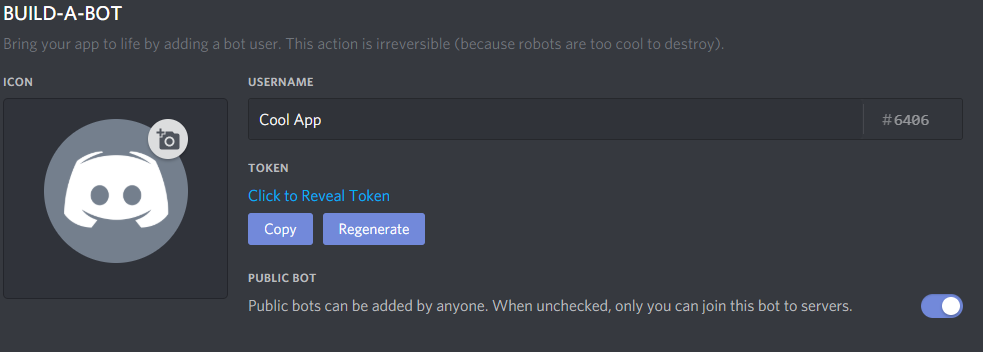 BUILD-A-BOT
Bring your app to life by adding a bot user. This action is irreversible (because robots are too cool to destroy).
ICON
USERNAME
Cool App
#6406
TOKEN
Click to Reveal Token
Copy
Regenerate
PUBLIC BOT
Public bots can be added by anyone. When unchecked, only you can join this bot to servers.